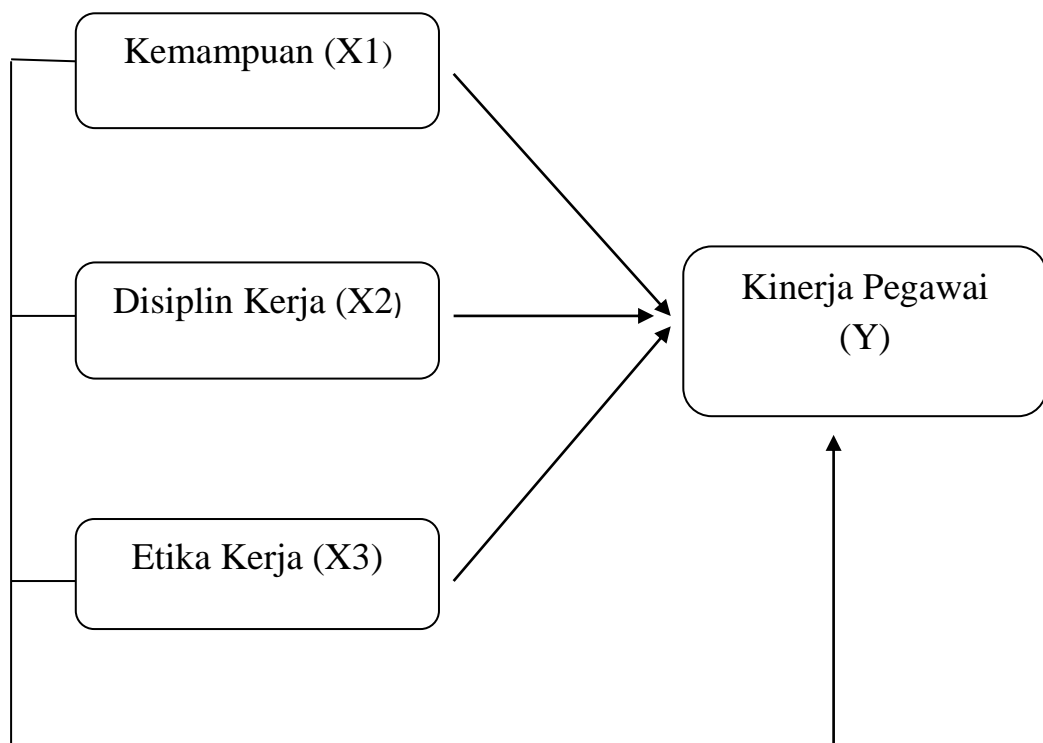 Kemampuan (X1)
Disiplin Kerja (X2)
Etika Kerja (X3)
Kinerja Pegawai
(Y)